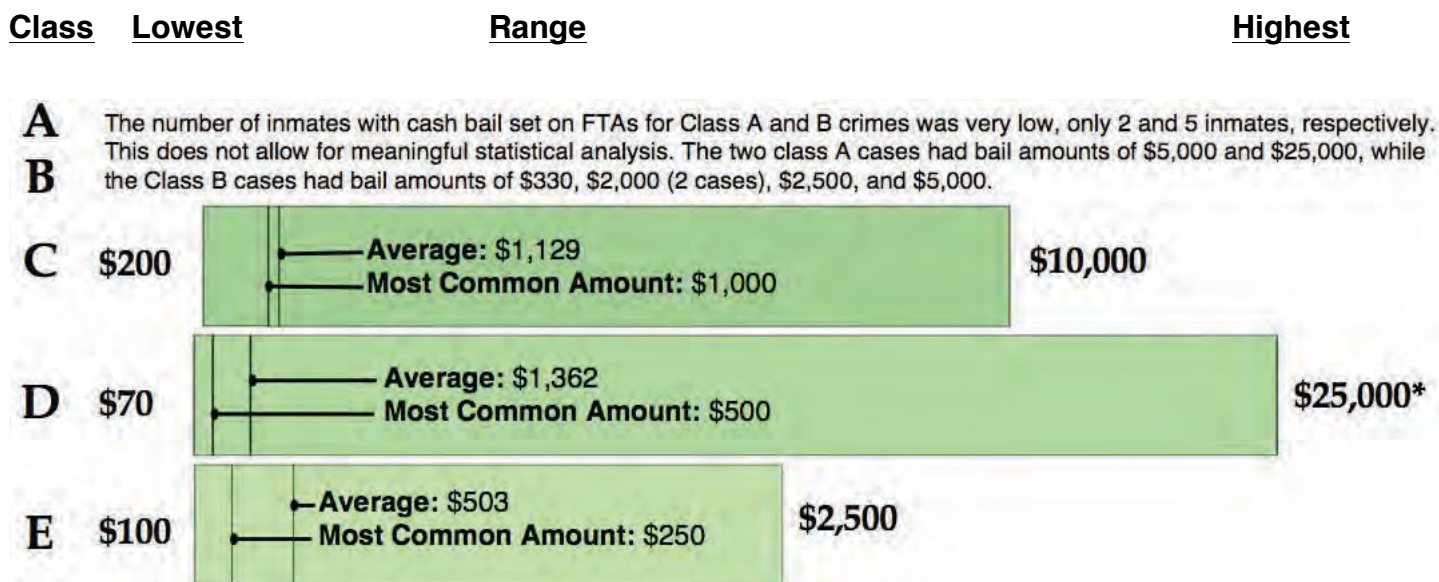 Class Lowest Range Highest
A The number of inmates with cash bail set on FTAs for Class A and B crimes was very low, only 2 and 5 inmates, respectively.
This does not allow for meaningful statistical analysis. The two class A cases had bail amounts of $5,000 and $25,000, while
B the Class B cases had bail amounts of $330, $2,000 (2 cases), $2,500, and $5,000.
C $200
Average: $1,129
Most Common Amount: $1,000
$10,000
D $70
Average: $1,362
Most Common Amount: $500
$25,000*
E $100
Average: $503
Most Common Amount: $250
$2,500